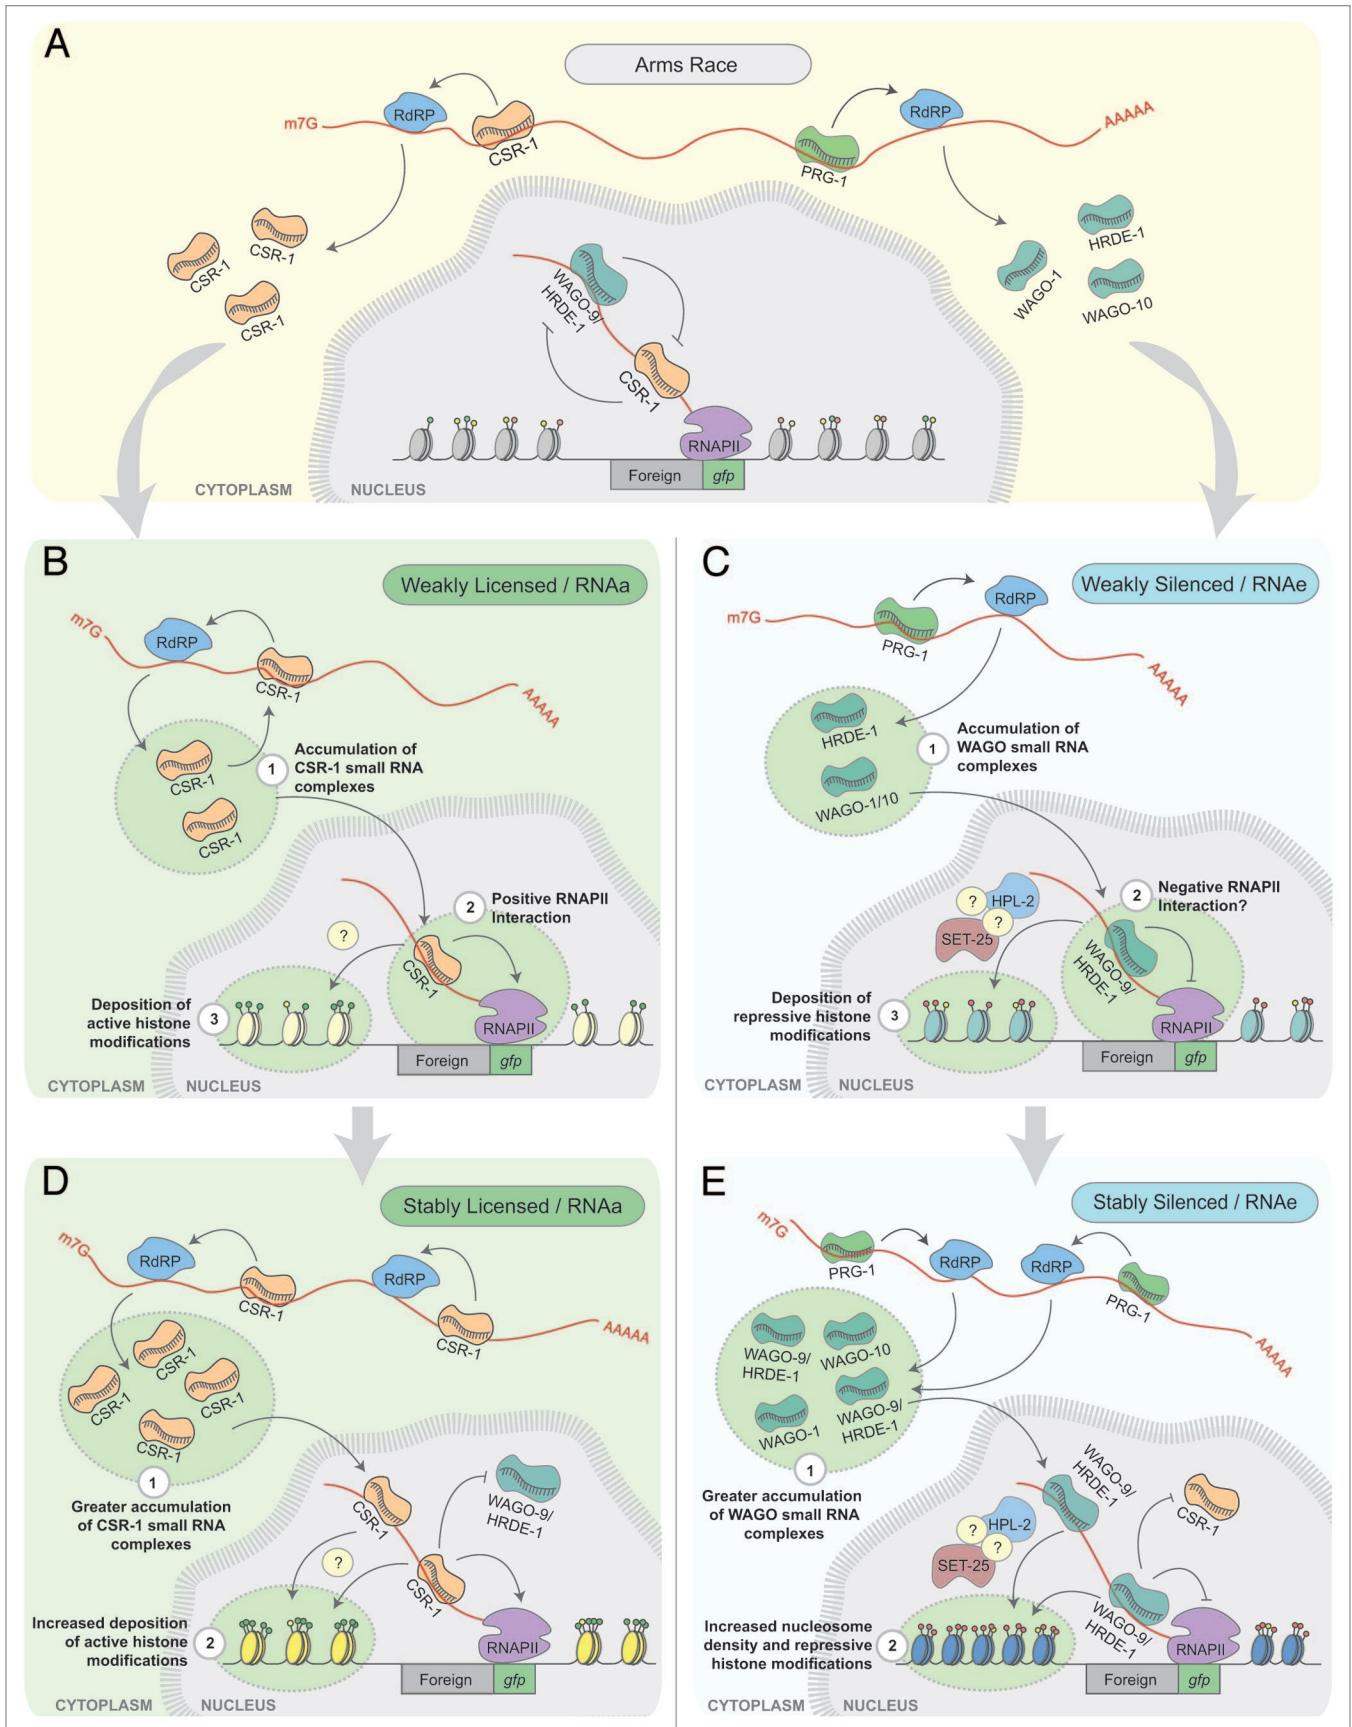 A
Arms Race
m7G
RdRP
CSR-1
PRG-1
RdRP
AAAAA
CSR-1
CSR-1
CSR-1
HRDE-1
WAGO-1
WAGO-10
WAGO-9/
HRDE-1
CSR-1
RNAPII
Foreign
gfp
CYTOPLASM
NUCLEUS
B
Weakly Licensed / RNAa
m7G
RdRP
CSR-1
AAAAA
CSR-1
CSR-1
1
Accumulation of
CSR-1 small RNA
complexes
2
Positive RNAPII
Interaction
?
CSR-1
RNAPII
Deposition of
active histone
modifications
3
Foreign
gfp
CYTOPLASM
NUCLEUS
C
Weakly Silenced / RNAe
m7G
PRG-1
RdRP
AAAAA
HRDE-1
WAGO-1/10
1
Accumulation of
WAGO small RNA
complexes
2
Negative RNAPII
Interaction?
?
HPL-2
?
SET-25
WAGO-9/
HRDE-1
RNAPII
Deposition of
repressive histone
modifications
3
Foreign
gfp
CYTOPLASM
NUCLEUS
D
Stably Licensed / RNAa
m7G
RdRP
CSR-1
RdRP
CSR-1
AAAAA
CSR-1
CSR-1
CSR-1
CSR-1
1
Greater accumulation
of CSR-1 small RNA
complexes
CSR-1
WAGO-9/
HRDE-1
?
CSR-1
RNAPII
Increased deposition
of active histone
modifications
2
Foreign
gfp
CYTOPLASM
NUCLEUS
E
Stably Silenced / RNAe
m7G
PRG-1
RdRP
RdRP
PRG-1
AAAAA
WAGO-9/
HRDE-1
WAGO-10
WAGO-1
WAGO-9/
HRDE-1
1
Greater accumulation
of WAGO small RNA
complexes
WAGO-9/
HRDE-1
CSR-1
?
HPL-2
?
SET-25
WAGO-9/
HRDE-1
RNAPII
Increased nucleosome
density and repressive
histone modifications
2
Foreign
gfp
CYTOPLASM
NUCLEUS